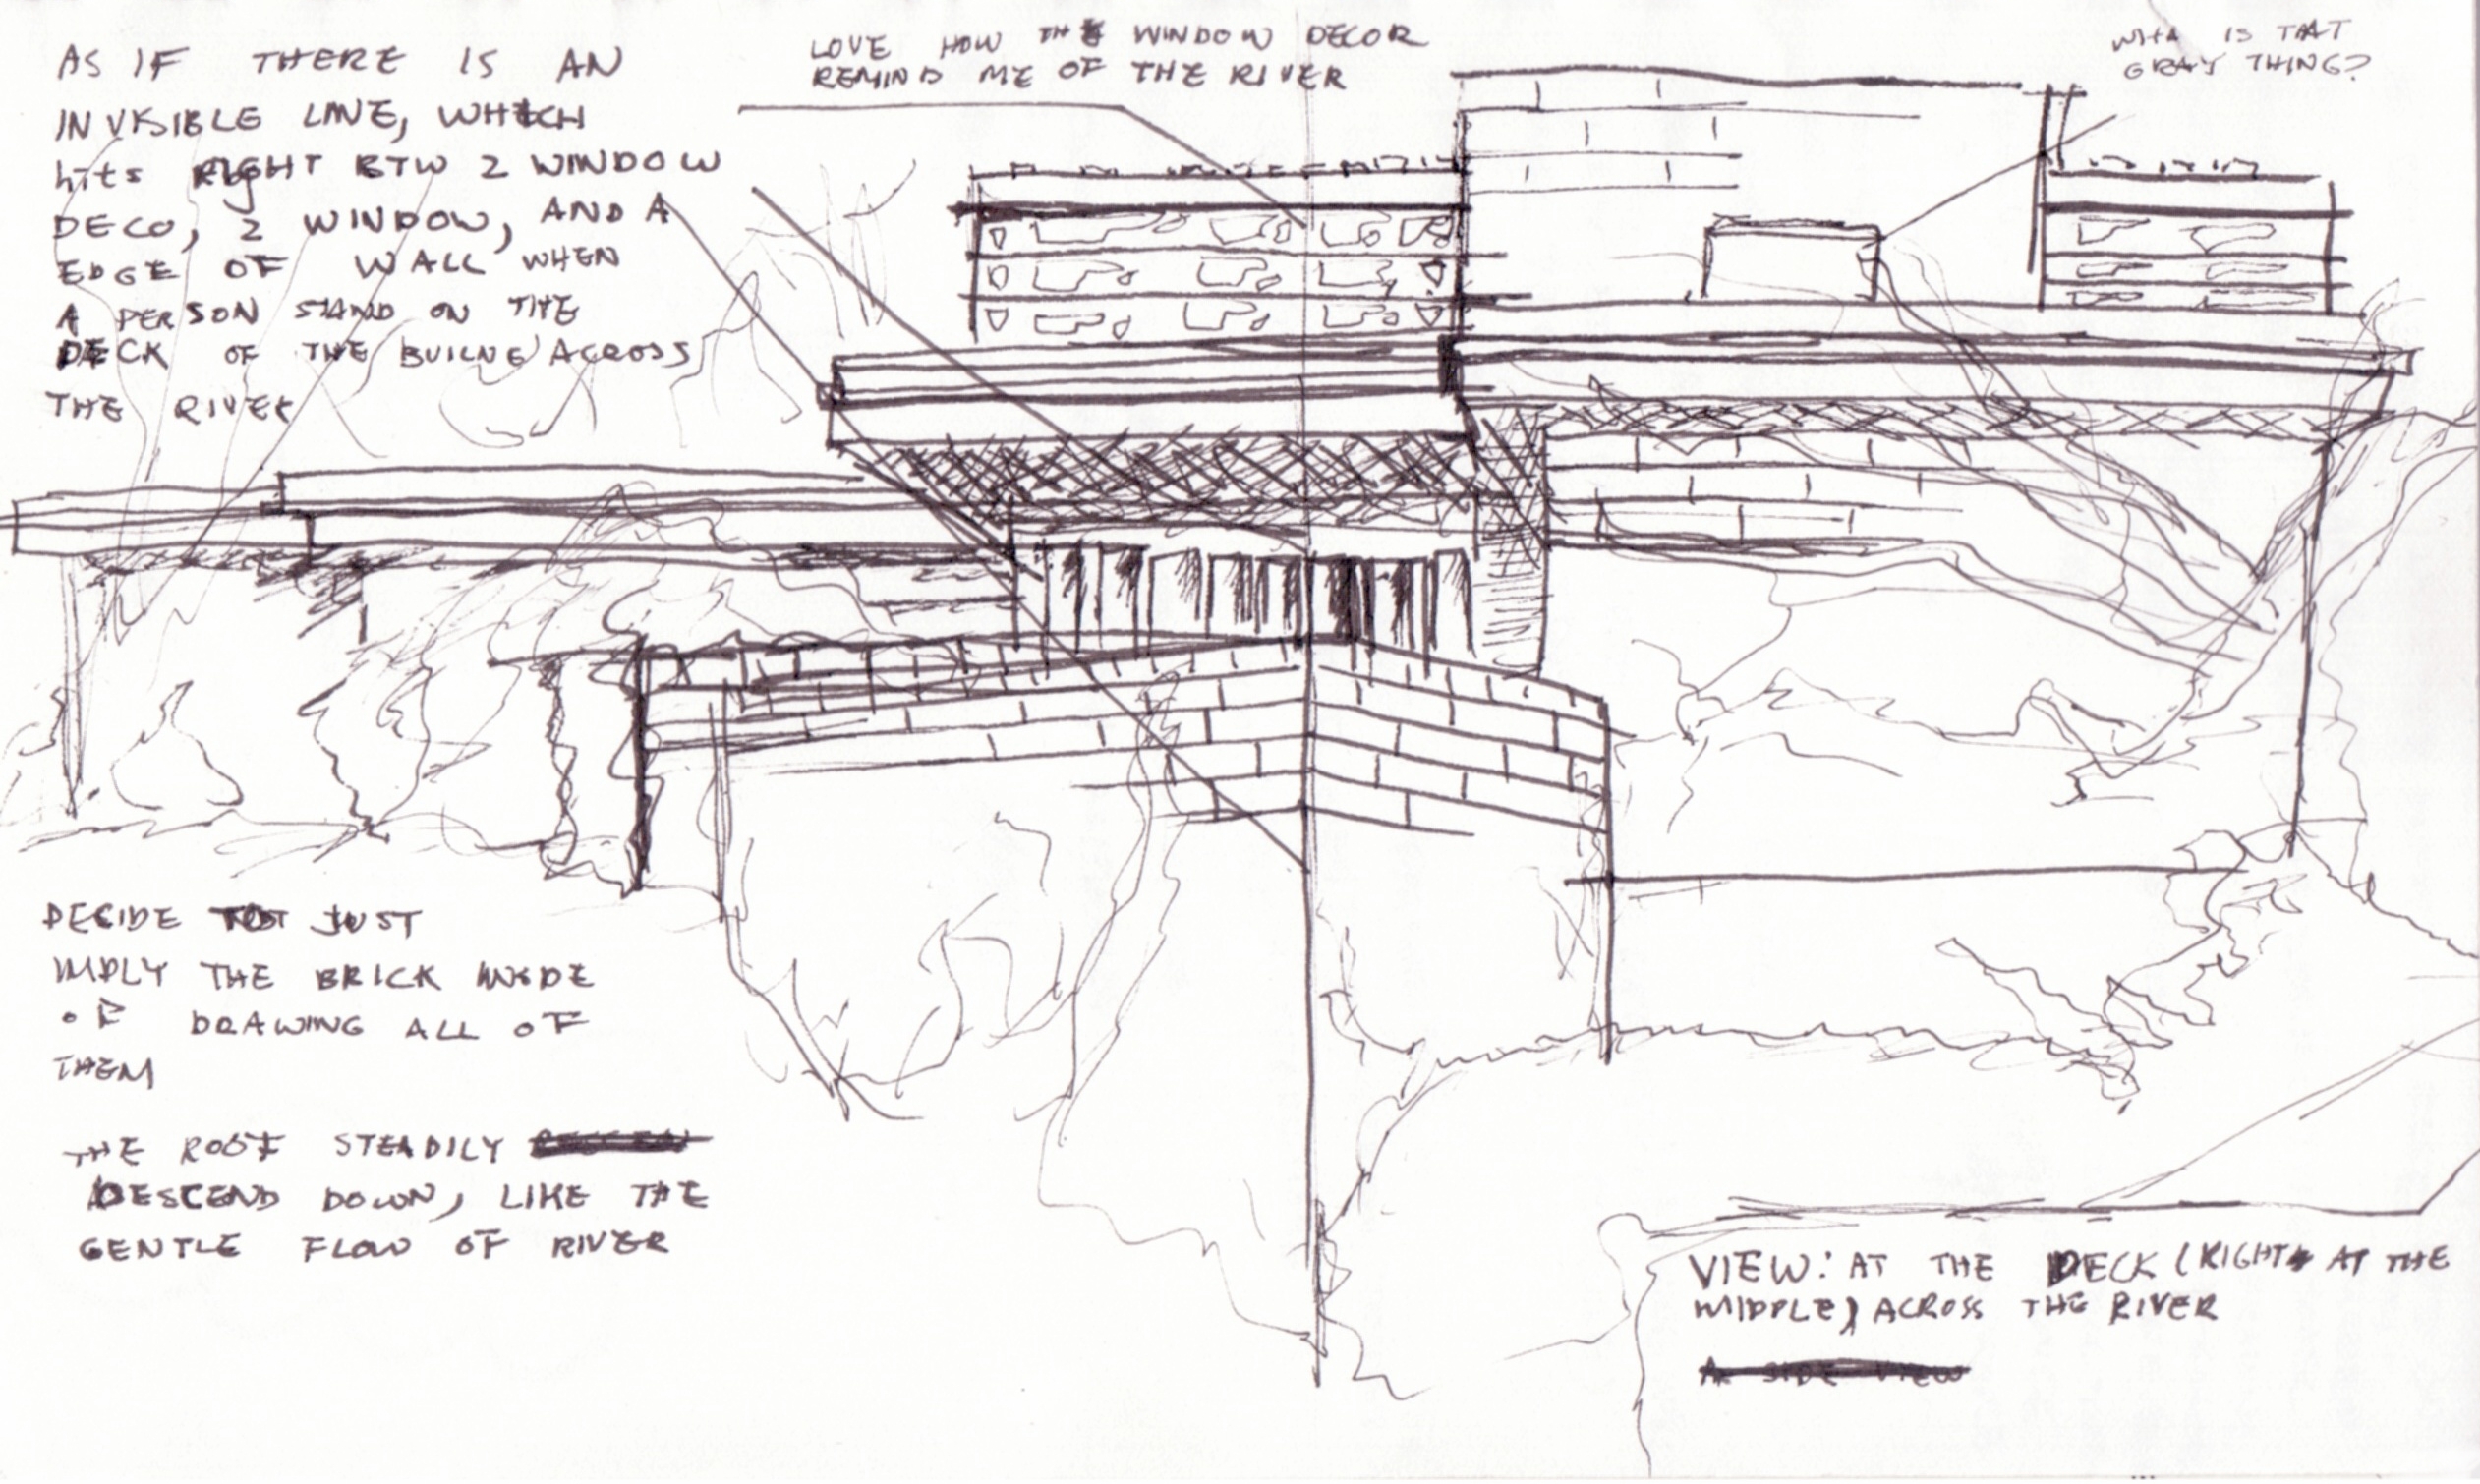 AS IF THERE IS AN
INVISIBLE LINE, WHICH
hits RIGHT BTW 2 WINDOW
DECO, 2 WINDOW, AND A
EDGE OF WALL WHEN
A PERSON STAND ON THE
DECK OF THE BUILNE ACROSS
THE RIVER
LOVE HOW THE WINDOW DECOR
REMIND ME OF THE RIVER
WHA IS TAT
GRAY THING?
DECIDE TO JUST
IMPLY THE BRICK INSDE
OF DRAWING ALL OF
THEM
THE ROOF STEADILY
DESCEND DOWN, LIKE THE
GENTLE FLOW OF RIVER
VIEW: AT THE DECK (RIGHT AT THE
MIDDLE) ACROSS THE RIVER
A SIDE VIEW